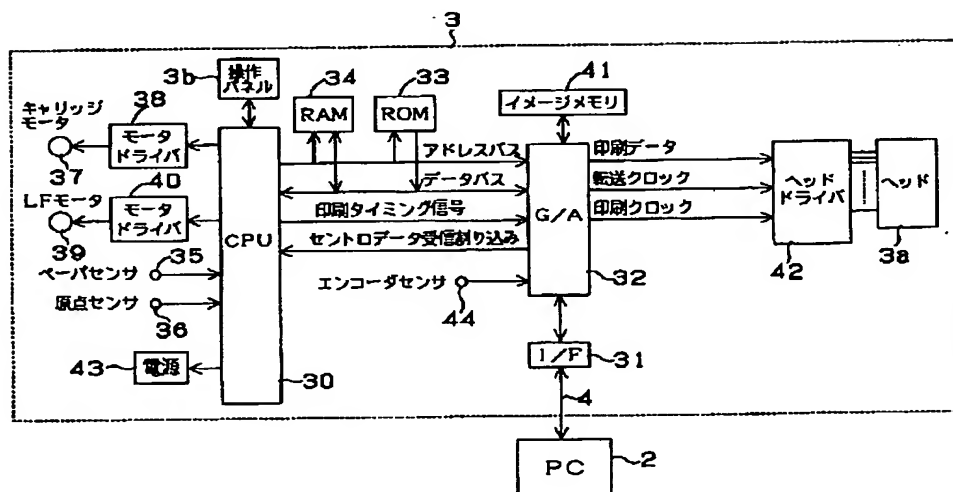 3
3b
操作
パネル
34
33
41
RAM
ROM
イメージメモリ
キャリッジ
モータ
38
モータ
ドライバ
37
アドレスバス
印刷データ
データバス
転送クロック
ヘッド
ドライバ
ヘッド
LFモータ
40
モータ
ドライバ
39
CPU
印刷タイミング信号
G/A
印刷クロック
セントロデータ受信割り込み
ペーパセンサ
35
エンコーダセンサ
32
42
3a
原点センサ
36
44
43
電源
30
I/F
31
4
PC
2